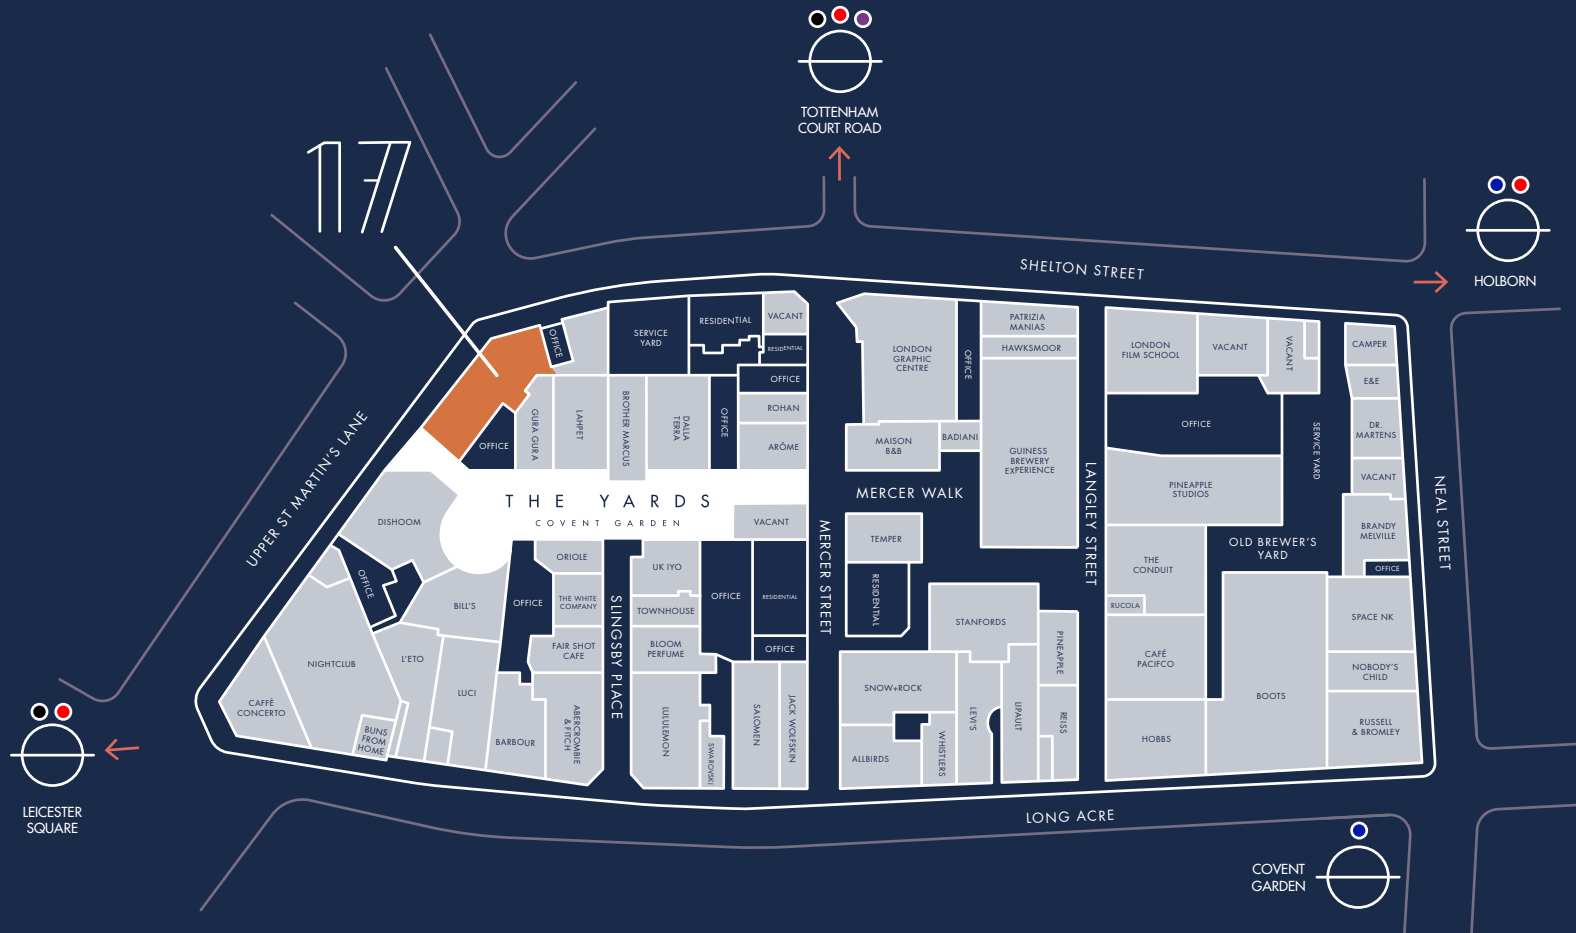 TOTTENHAM
COURT ROAD
17
HOLBORN
SHELTON STREET
UPPER ST MARTIN'S LANE
OFFICE
SERVICE
YARD
RESIDENTIAL
VACANT
RESIDENTIAL
OFFICE
ROHAN
ARÔME
OFFICE
GURA GURA
LAHPET
BROTHER MARCUS
DALLA
TERRA
OFFICE
THE YARDS
COVENT GARDEN
VACANT
DISHOOM
OFFICE
BILL'S
NIGHTCLUB
CAFFÈ
CONCERTO
L'ETO
BUNS
FROM
HOME
LUCI
BARBOUR
OFFICE
ORIOLE
THE WHITE
COMPANY
FAIR SHOT
CAFE
ABERCROMBIE
& FITCH
SLINGSBY PLACE
UK IYO
TOWNHOUSE
BLOOM
PERFUME
LULULEMON
SWAROVSKI
OFFICE
RESIDENTIAL
OFFICE
SALOMEN
JACK WOLFSKIN
MERCER STREET
LONDON
GRAPHIC
CENTRE
OFFICE
PATRIZIA
MANIAS
HAWKSMOOR
MAISON
B&B
BADIANI
GUINESS
BREWERY
EXPERIENCE
MERCER WALK
TEMPER
RESIDENTIAL
STANFORDS
PINEAPPLE
SNOW+ROCK
ALLBIRDS
WHISTLERS
LEVI'S
UPAULT
REISS
LANGLEY STREET
LONDON
FILM SCHOOL
VACANT
VACANT
OFFICE
SERVICE YARD
PINEAPPLE
STUDIOS
OLD BREWER'S
YARD
THE
CONDUIT
RUCOLA
CAFÉ
PACIFCO
HOBBS
BOOTS
CAMPER
E&E
DR.
MARTENS
VACANT
BRANDY
MELVILLE
OFFICE
SPACE NK
NOBODY'S
CHILD
RUSSELL
& BROMLEY
NEAL STREET
LONG ACRE
LEICESTER
SQUARE
COVENT
GARDEN